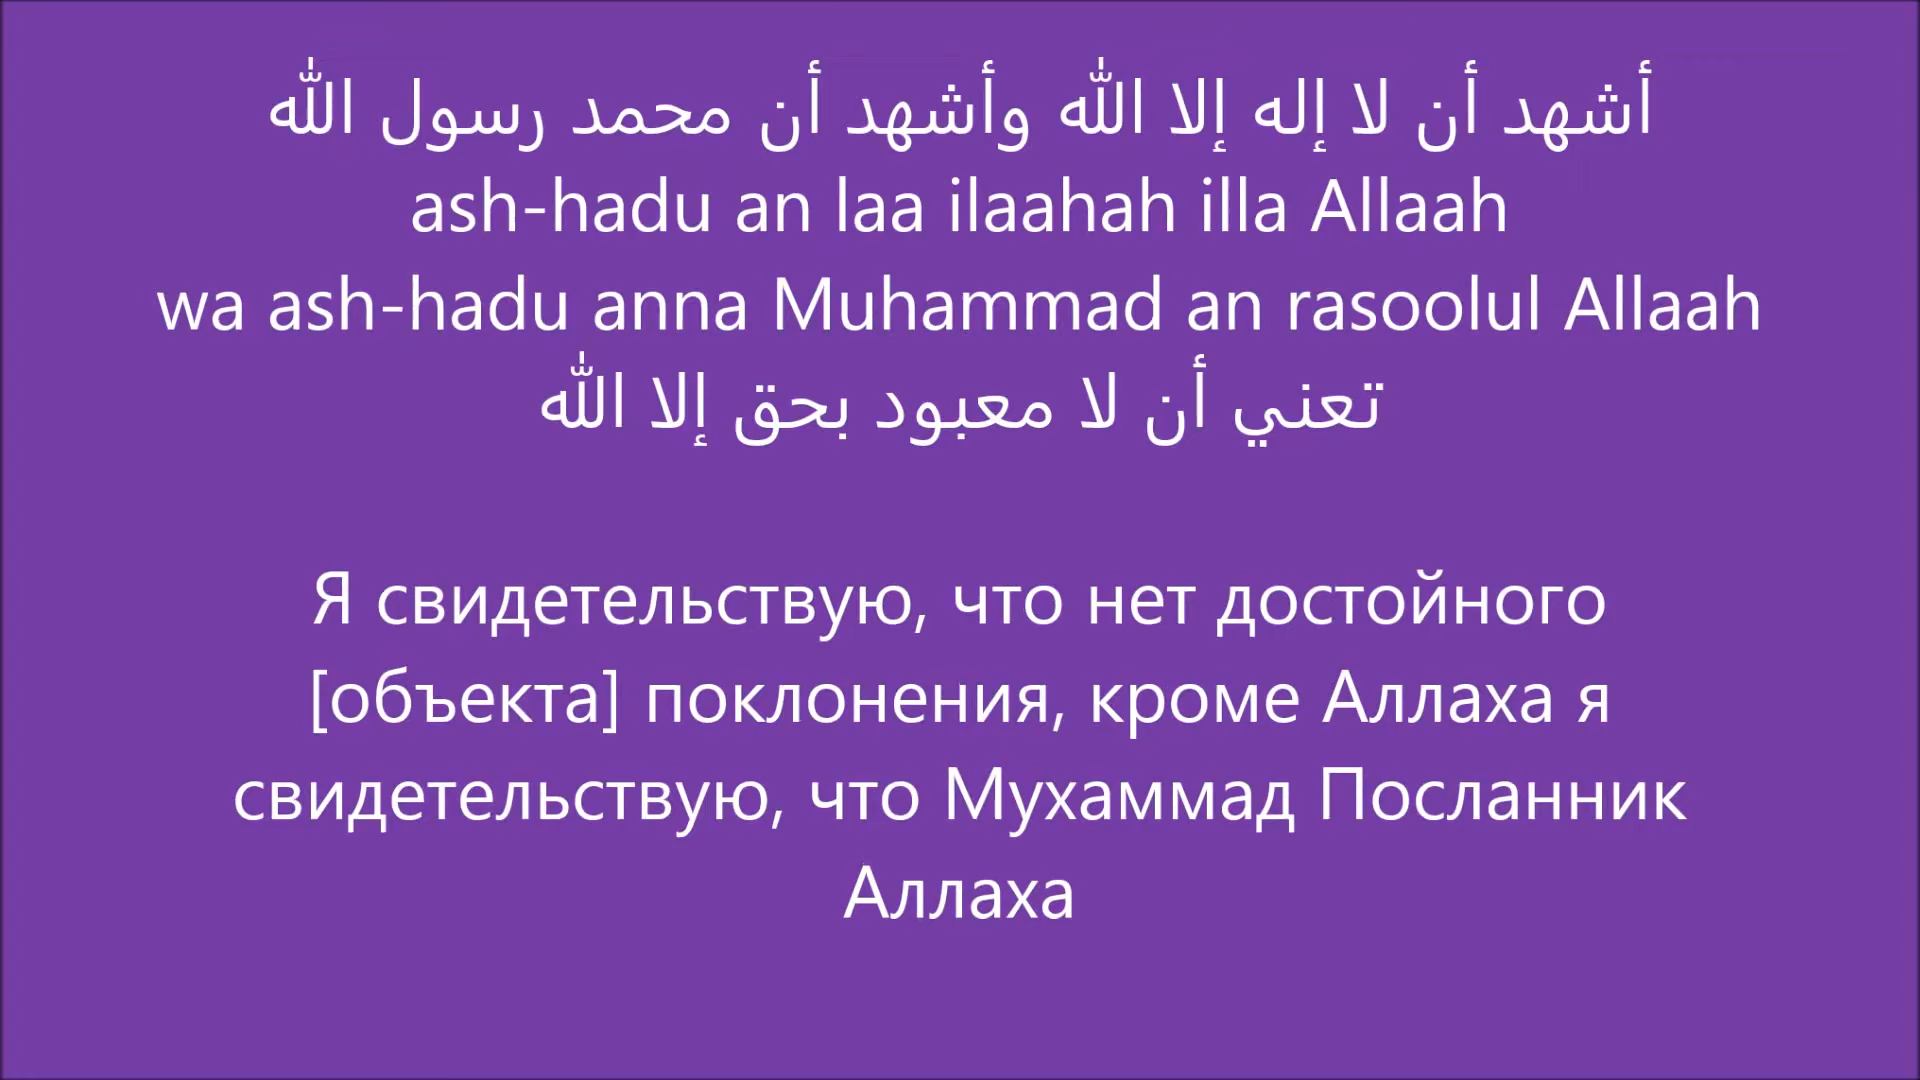 أشهد أن لا إله إلا الله وأشهد أن محمد رسول الله
ash-hadu an laa ilaahah illa Allaah
wa ash-hadu anna Muhammad an rasoolul Allaah
تعني أن لا معبود بحق إلا الله
Я свидетельствую, что нет достойного
[объекта] поклонения, кроме Аллаха я
свидетельствую, что Мухаммад Посланник
Аллаха